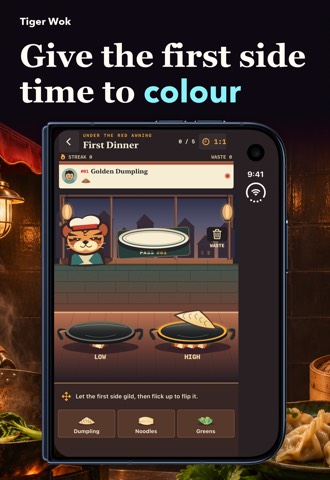 Tiger Wok
Give the first side
time to colour
UNDER THE RED AWNING
First Dinner
0 / 5
1:1
STREAK 0
WASTE 0
001 Golden Dumpling
9:41
WASTE
PASS 001
LOW
HIGH
Let the first side gild, then flick up to flip it.
Dumpling
Noodles
Greens